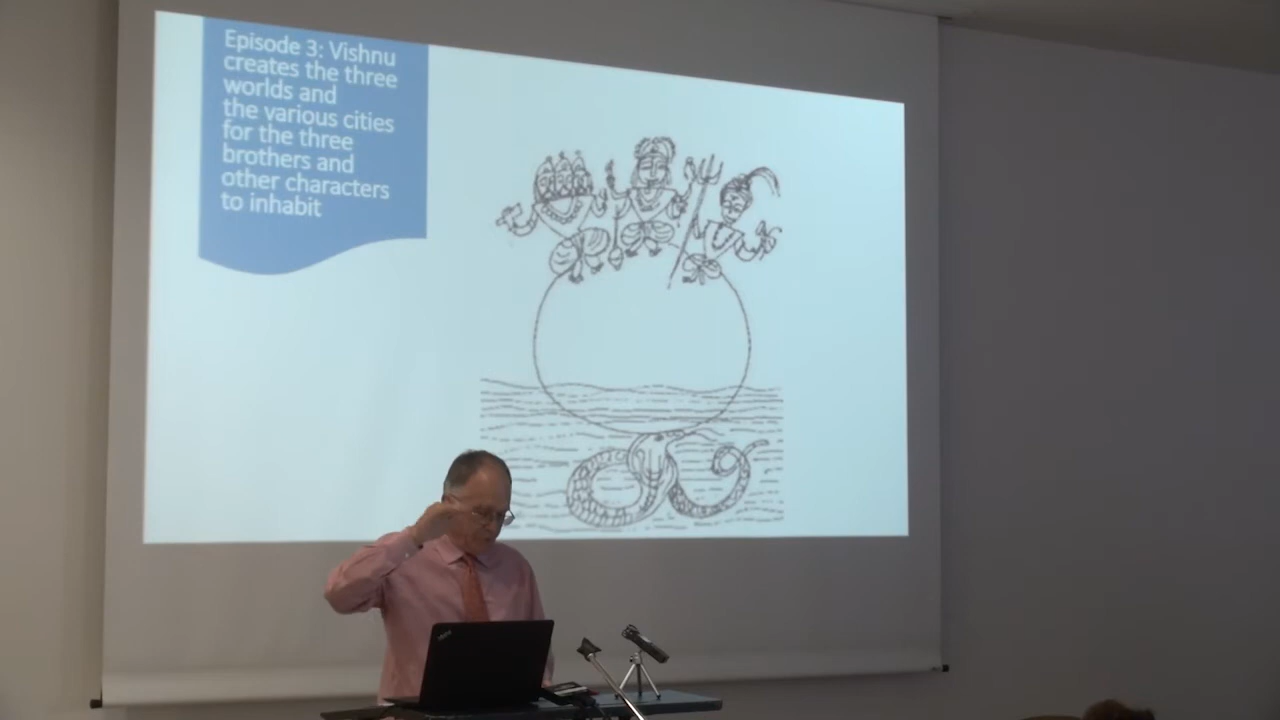 Episode 3: Vishnu
creates the three
worlds and
the various cities
for the three
brothers and
other characters
to inhabit